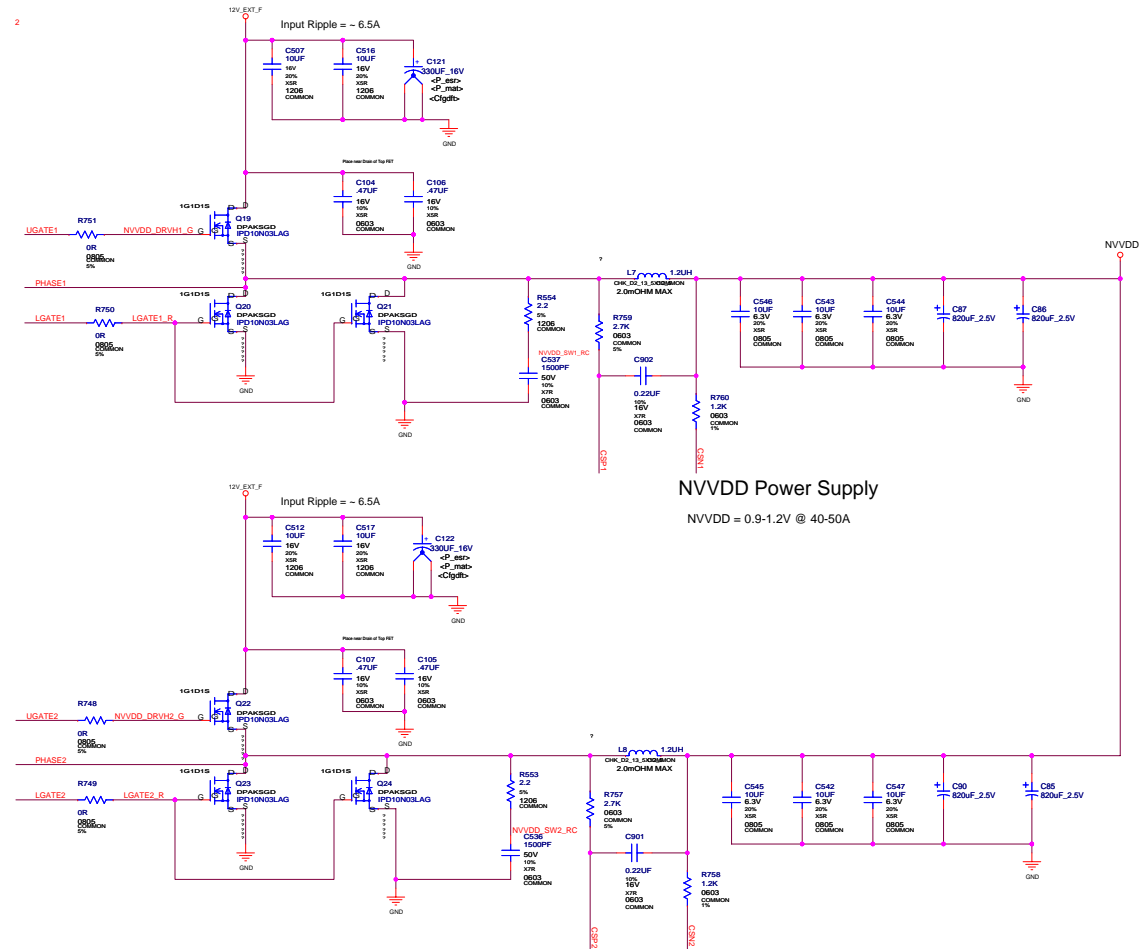 2
12V_EXT_F
Input Ripple = ~ 6.5A
C507
10UF
16V
20%
X5R
1206
COMMON
C516
10UF
16V
20%
X5R
1206
COMMON
C121
330UF_16V
<P_esr>
<P_mat>
<Cfgdft>
GND
Place near Drain of Top FET
C104
.47UF
16V
10%
X5R
0603
COMMON
C106
.47UF
16V
10%
X5R
0603
COMMON
GND
1G1D1S
D
Q19
DPAKSGD
IPD10N03LAG
G
S
UGATE1
R751
0R
0805
COMMON
5%
NVVDD_DRVH1_G
PHASE1
LGATE1
R750
0R
0805
COMMON
5%
LGATE1_R
1G1D1S
D
Q20
DPAKSGD
IPD10N03LAG
G
S
GND
1G1D1S
D
Q21
DPAKSGD
IPD10N03LAG
G
S
GND
R554
2.2
5%
1206
COMMON
NVVDD_SW1_RC
C537
1500PF
50V
10%
X7R
0603
COMMON
?
L7
1.2UH
2.0mOHM MAX
R759
2.7K
0603
COMMON
5%
C902
0.22UF
10%
16V
X7R
0603
COMMON
R760
1.2K
0603
COMMON
1%
CSP1
CSN1
C546
10UF
6.3V
20%
X5R
0805
COMMON
C543
10UF
6.3V
20%
X5R
0805
COMMON
C544
10UF
6.3V
20%
X5R
0805
COMMON
C87
820uF_2.5V
C86
820uF_2.5V
GND
NVVDD
NVVDD Power Supply
NVVDD = 0.9-1.2V @ 40-50A
12V_EXT_F
Input Ripple = ~ 6.5A
C512
10UF
16V
20%
X5R
1206
COMMON
C517
10UF
16V
20%
X5R
1206
COMMON
C122
330UF_16V
<P_esr>
<P_mat>
<Cfgdft>
GND
Place near Drain of Top FET
C107
.47UF
16V
10%
X5R
0603
COMMON
C105
.47UF
16V
10%
X5R
0603
COMMON
GND
1G1D1S
D
Q22
DPAKSGD
IPD10N03LAG
G
S
UGATE2
R748
0R
0805
COMMON
5%
NVVDD_DRVH2_G
PHASE2
LGATE2
R749
0R
0805
COMMON
5%
LGATE2_R
1G1D1S
D
Q23
DPAKSGD
IPD10N03LAG
G
S
GND
1G1D1S
D
Q24
DPAKSGD
IPD10N03LAG
G
S
GND
R553
2.2
5%
1206
COMMON
NVVDD_SW2_RC
C536
1500PF
50V
10%
X7R
0603
COMMON
?
L8
1.2UH
2.0mOHM MAX
R757
2.7K
0603
COMMON
5%
C901
0.22UF
10%
16V
X7R
0603
COMMON
R758
1.2K
0603
COMMON
1%
CSP2
CSN2
C545
10UF
6.3V
20%
X5R
0805
COMMON
C542
10UF
6.3V
20%
X5R
0805
COMMON
C547
10UF
6.3V
20%
X5R
0805
COMMON
C90
820uF_2.5V
C85
820uF_2.5V
GND